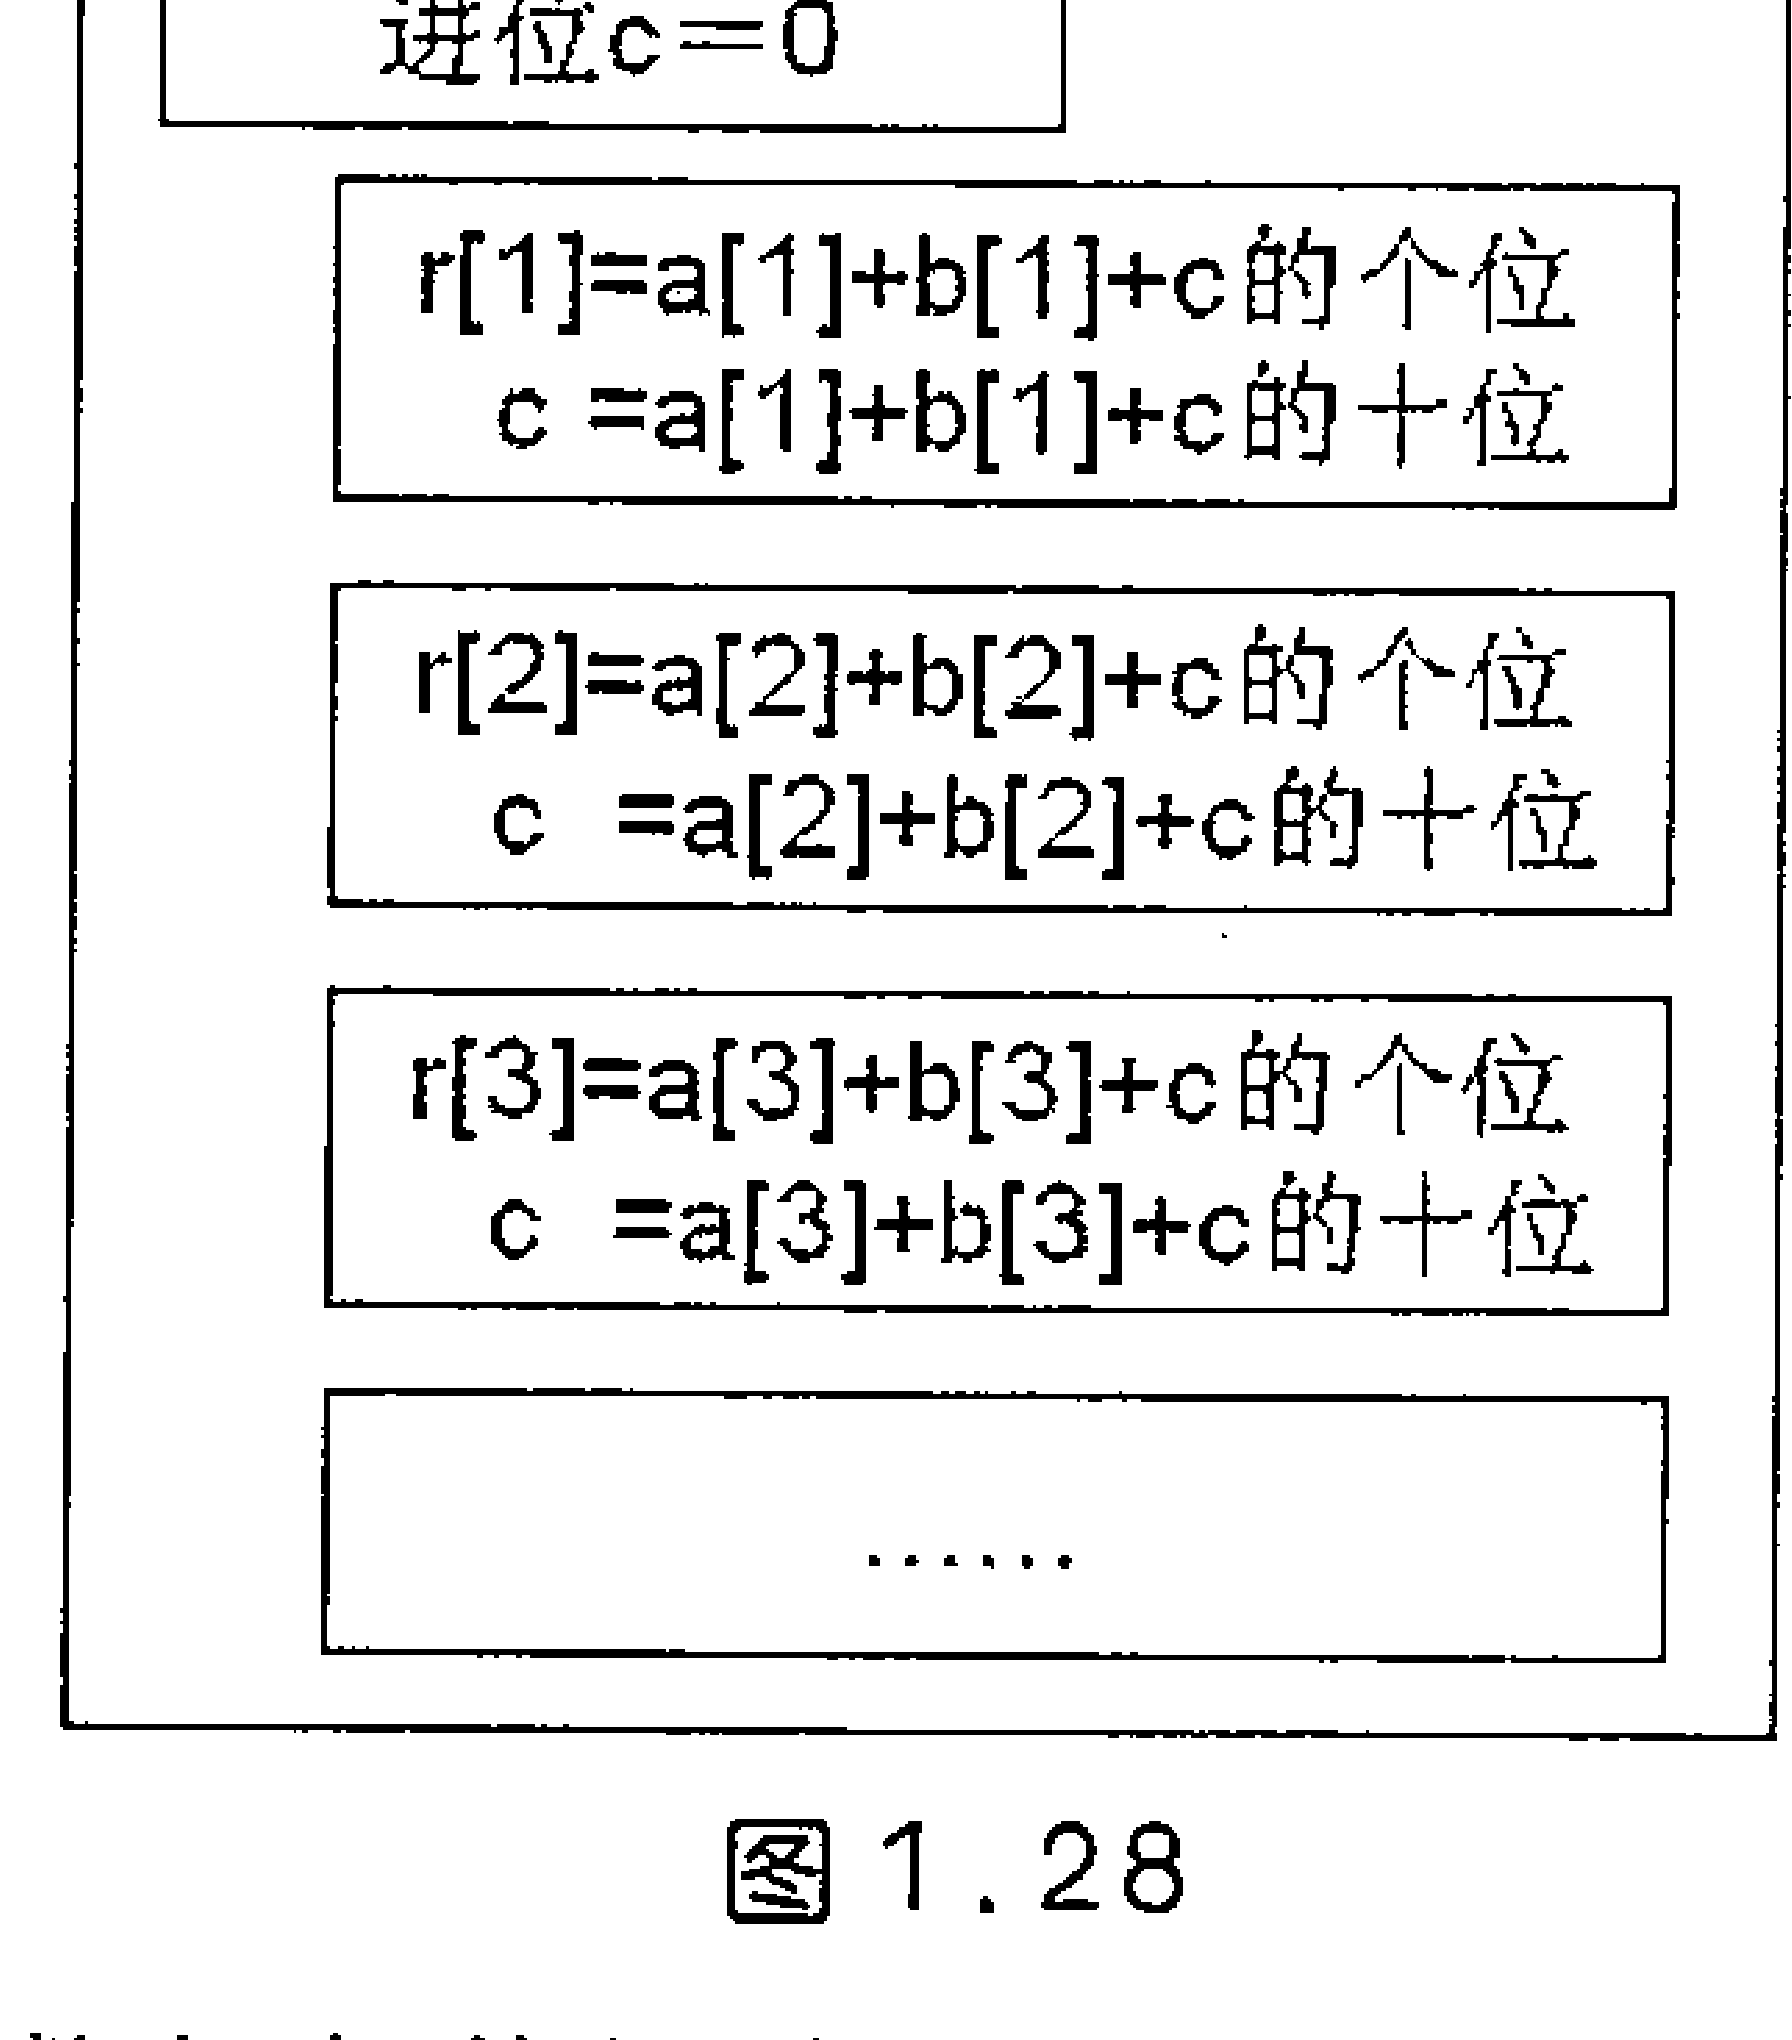 进位c=0
r[1]=a[1]+b[1]+c的个位
c =a[1]+b[1]+c的十位
r[2]=a[2]+b[2]+c的个位
c =a[2]+b[2]+c的十位
r[3]=a[3]+b[3]+c的个位
c =a[3]+b[3]+c的十位
······
图1.28